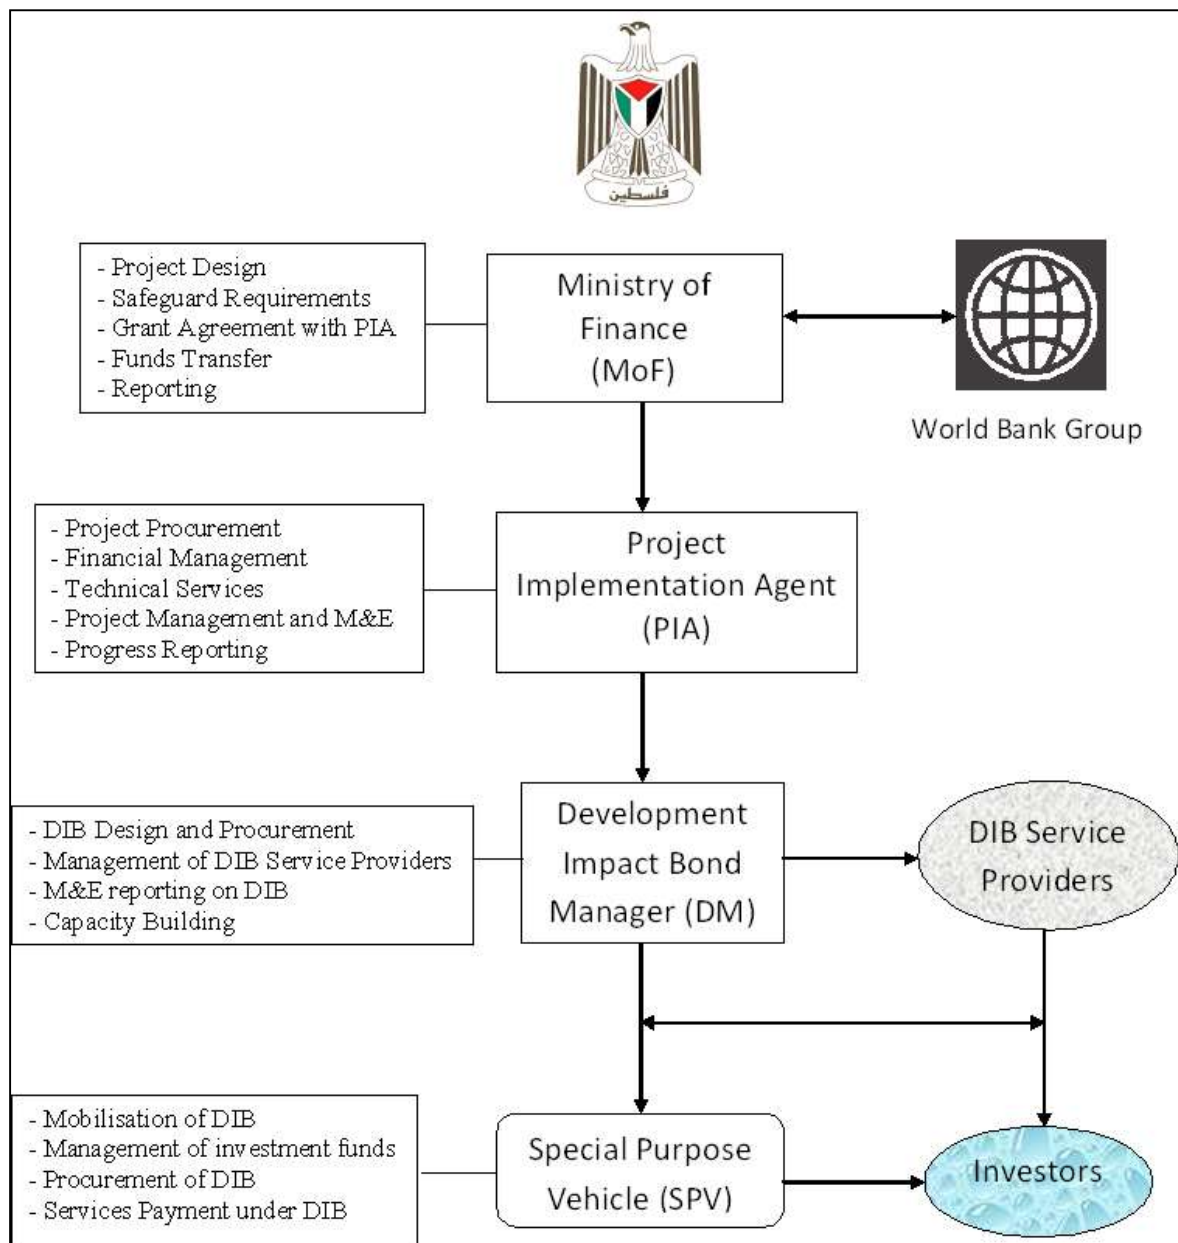 فلسطين
- Project Design
- Safeguard Requirements
- Grant Agreement with PIA
- Funds Transfer
- Reporting
Ministry of
Finance
(MoF)
World Bank Group
- Project Procurement
- Financial Management
- Technical Services
- Project Management and M&E
- Progress Reporting
Project
Implementation Agent
(PIA)
- DIB Design and Procurement
- Management of DIB Service Providers
- M&E reporting on DIB
- Capacity Building
Development
Impact Bond
Manager (DM)
DIB Service
Providers
- Mobilisation of DIB
- Management of investment funds
- Procurement of DIB
- Services Payment under DIB
Special Purpose
Vehicle (SPV)
Investors